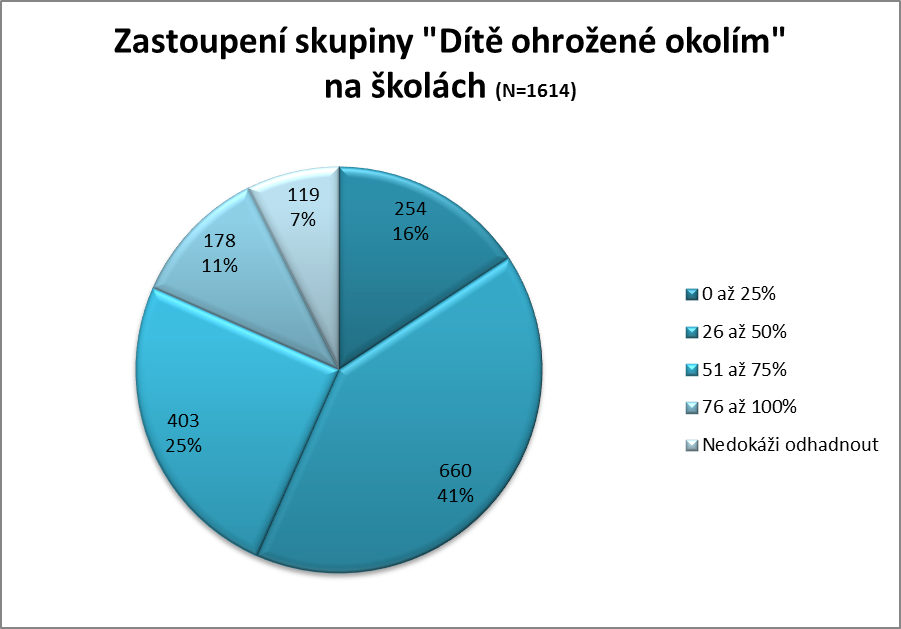 Zastoupení skupiny "Dítě ohrožené okolím"
na školách (N=1614)
119
7%
254
16%
178
11%
403
25%
660
41%
0 až 25%
26 až 50%
51 až 75%
76 až 100%
Nedokáži odhadnout